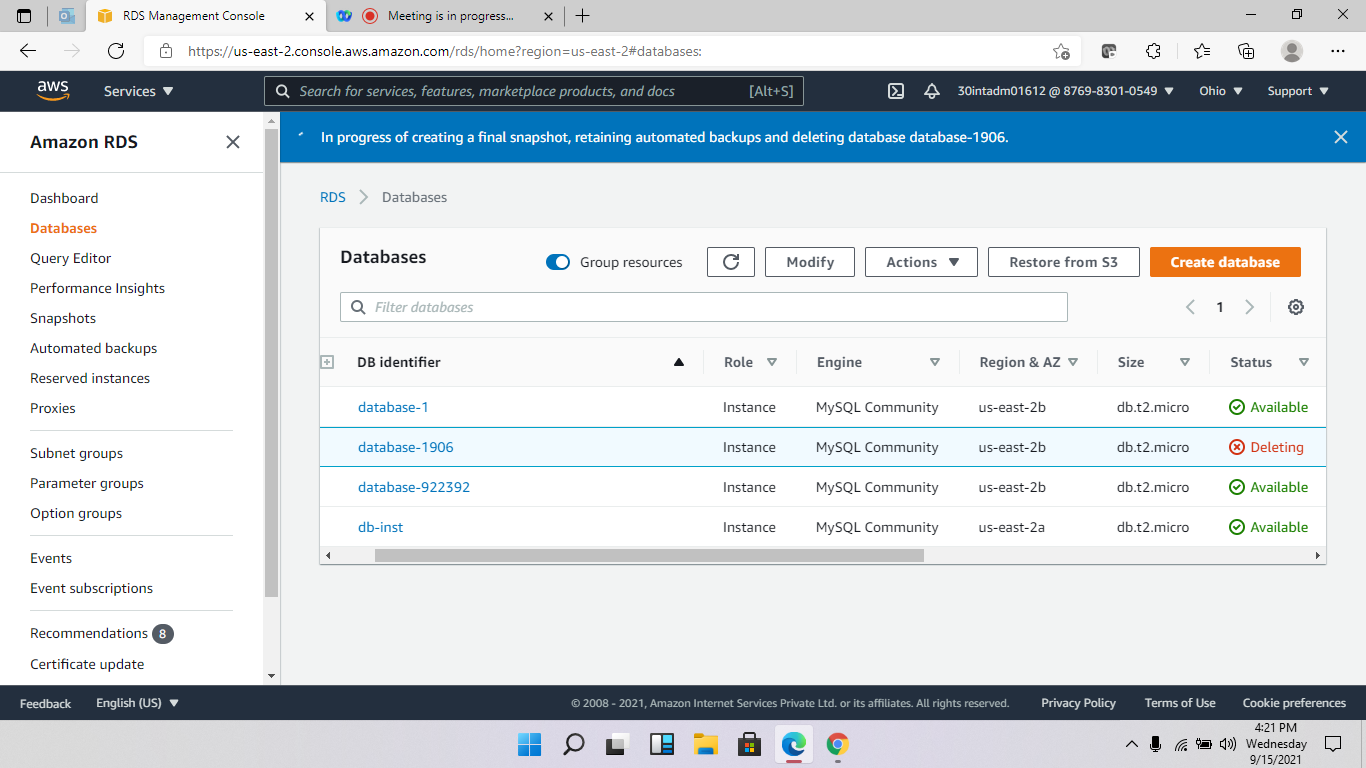 RDS Management Console
Meeting is in progress...
https://us-east-2.console.aws.amazon.com/rds/home?region=us-east-2#databases:
aws
Services
Search for services, features, marketplace products, and docs
[Alt+S]
30intadm01612 @ 8769-8301-0549
Ohio
Support
Amazon RDS
Dashboard
Databases
Query Editor
Performance Insights
Snapshots
Automated backups
Reserved instances
Proxies
Subnet groups
Parameter groups
Option groups
Events
Event subscriptions
Recommendations 8
Certificate update
In progress of creating a final snapshot, retaining automated backups and deleting database database-1906.
RDS > Databases
Databases
Group resources
Modify
Actions
Restore from S3
Create database
Filter databases
1
DB identifier Role Engine Region & AZ Size Status
database-1 Instance MySQL Community us-east-2b db.t2.micro Available
database-1906 Instance MySQL Community us-east-2b db.t2.micro Deleting
database-922392 Instance MySQL Community us-east-2b db.t2.micro Available
db-inst Instance MySQL Community us-east-2a db.t2.micro Available
Feedback
English (US)
© 2008 - 2021, Amazon Internet Services Private Ltd. or its affiliates. All rights reserved.
Privacy Policy
Terms of Use
Cookie preferences
4:21 PM
Wednesday
9/15/2021